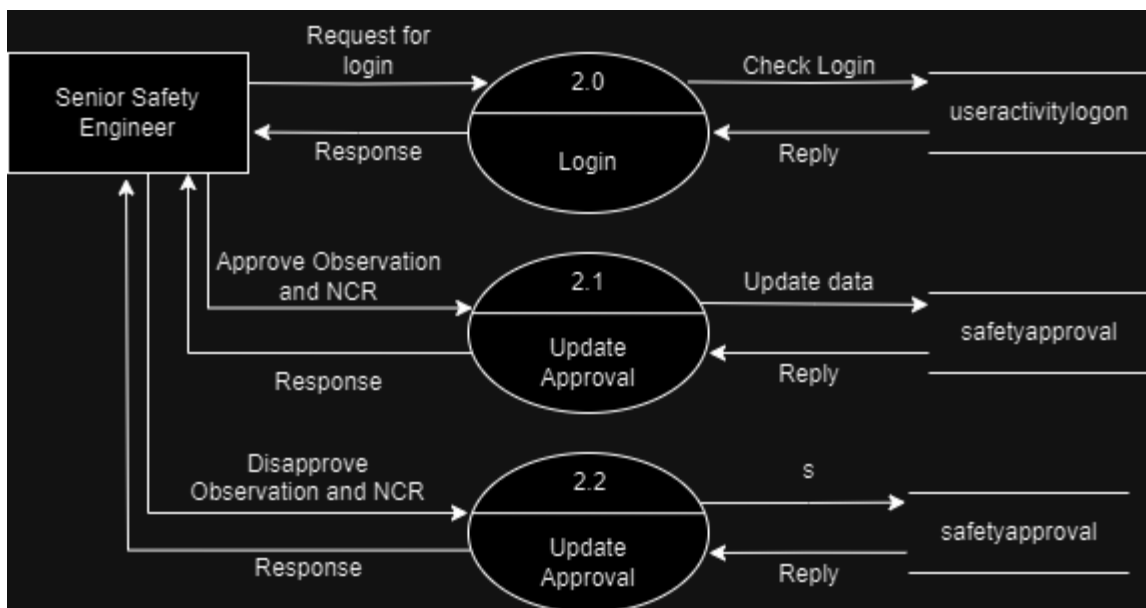 Request for
login
2.0
Check Login
Senior Safety
Engineer
useractivitylogon
Response
Login
Reply
Approve Observation
and NCR
2.1
Update data
safetyapproval
Update
Approval
Response
Reply
Disapprove
Observation and NCR
2.2
s
safetyapproval
Update
Approval
Response
Reply